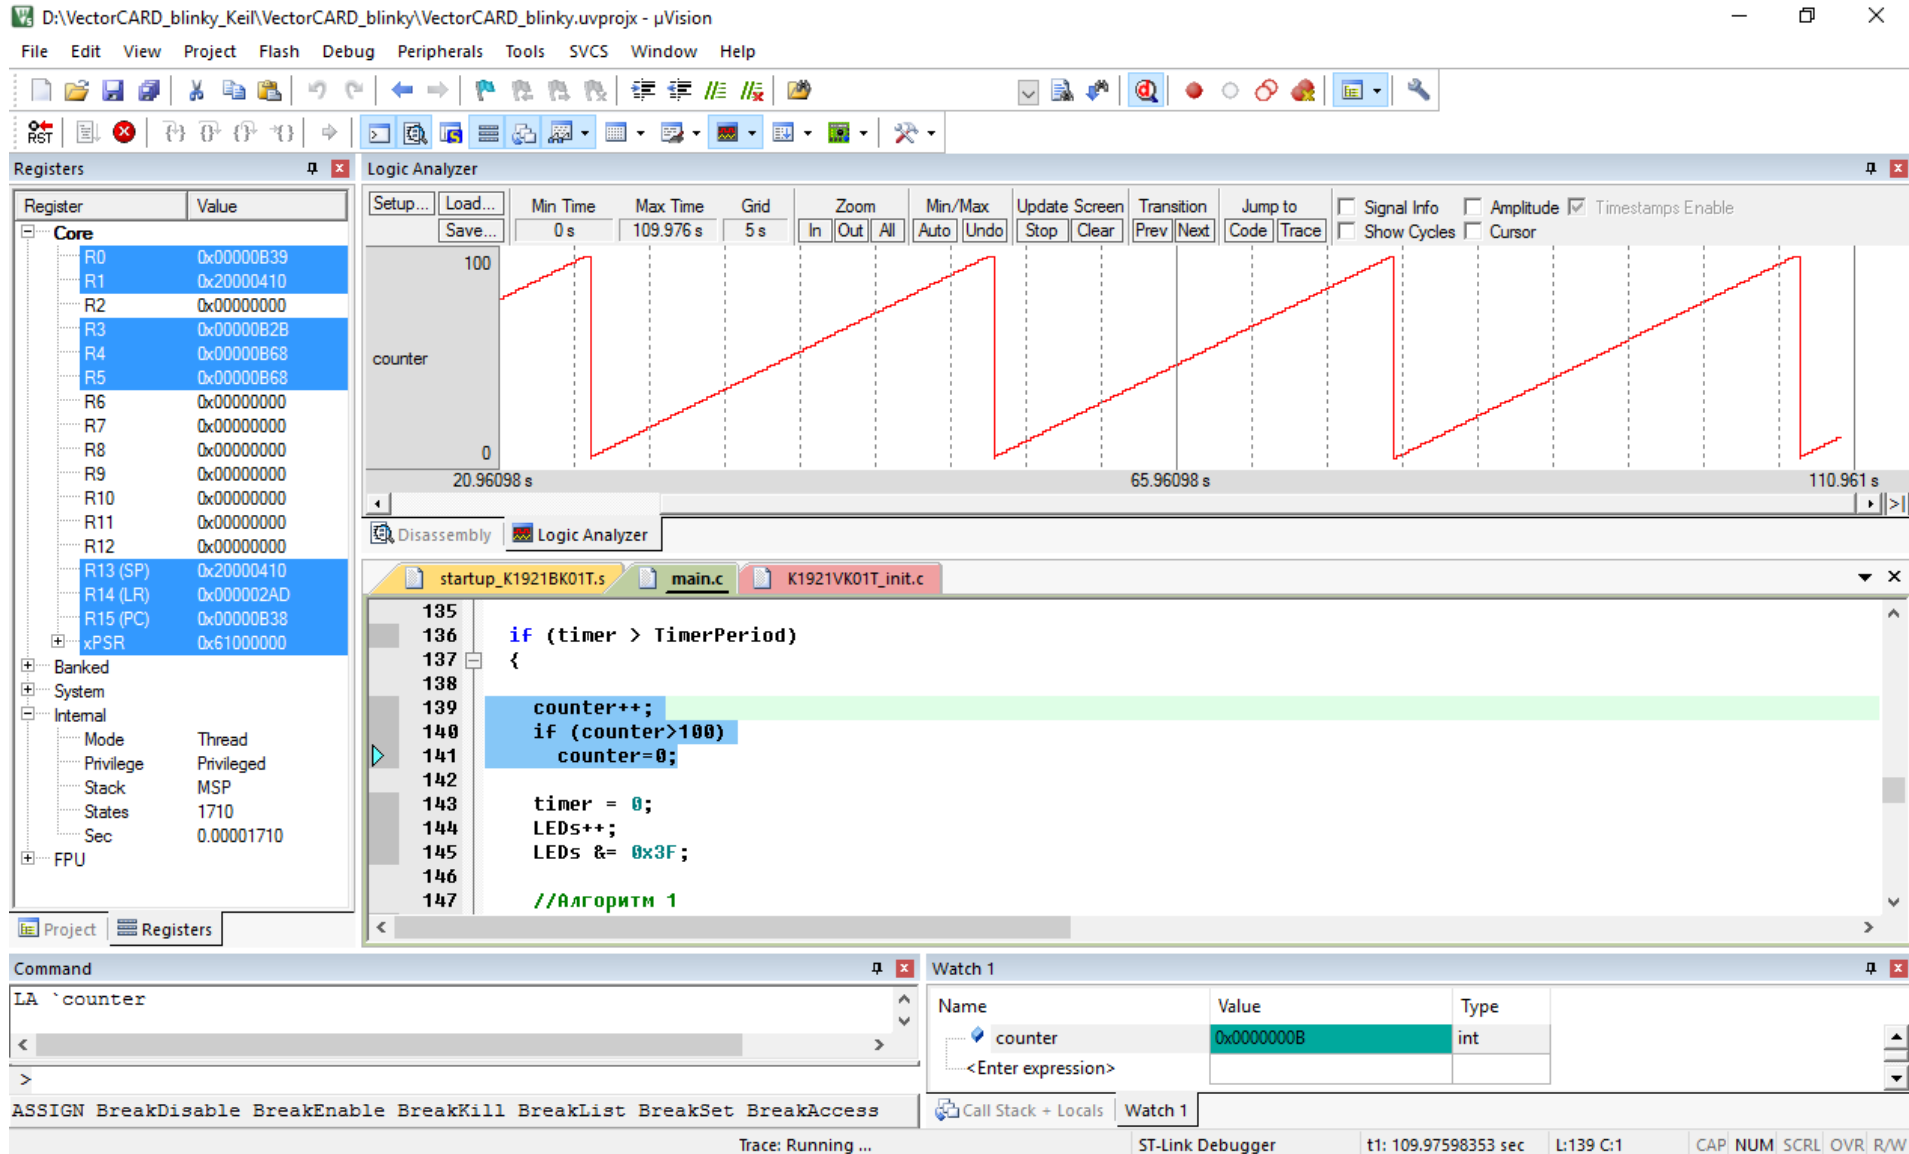 D:\VectorCARD_blinky_Keil\VectorCARD_blinky\VectorCARD_blinky.uvprojx - µVision
File Edit View Project Flash Debug Peripherals Tools SVCS Window Help
RST
Registers
Register Value
Core
R0 0x00000B39
R1 0x20000410
R2 0x00000000
R3 0x00000B2B
R4 0x00000B68
R5 0x00000B68
R6 0x00000000
R7 0x00000000
R8 0x00000000
R9 0x00000000
R10 0x00000000
R11 0x00000000
R12 0x00000000
R13 (SP) 0x20000410
R14 (LR) 0x000002AD
R15 (PC) 0x00000B38
xPSR 0x61000000
Banked
System
Internal
Mode Thread
Privilege Privileged
Stack MSP
States 1710
Sec 0.00001710
FPU
Project Registers
Logic Analyzer
Setup... Load... Min Time Max Time Grid Zoom Min/Max Update Screen Transition Jump to Signal Info Amplitude Timestamps Enable
Save... 0 s 109.976 s 5 s In Out All Auto Undo Stop Clear Prev Next Code Trace Show Cycles Cursor
100
counter
0
20.96098 s 65.96098 s 110.961 s
Disassembly Logic Analyzer
startup_K1921BK01T.s main.c K1921VK01T_init.c
135
136 if (timer > TimerPeriod)
137 {
138
139 counter++;
140 if (counter>100)
141 counter=0;
142
143 timer = 0;
144 LEDs++;
145 LEDs &= 0x3F;
146
147 //Алгоритм 1
Command
LA `counter
>
ASSIGN BreakDisable BreakEnable BreakKill BreakList BreakSet BreakAccess
Watch 1
Name Value Type
counter 0x0000000B int
<Enter expression>
Call Stack + Locals Watch 1
Trace: Running ... ST-Link Debugger t1: 109.97598353 sec L:139 C:1 CAP NUM SCRL OVR R/W